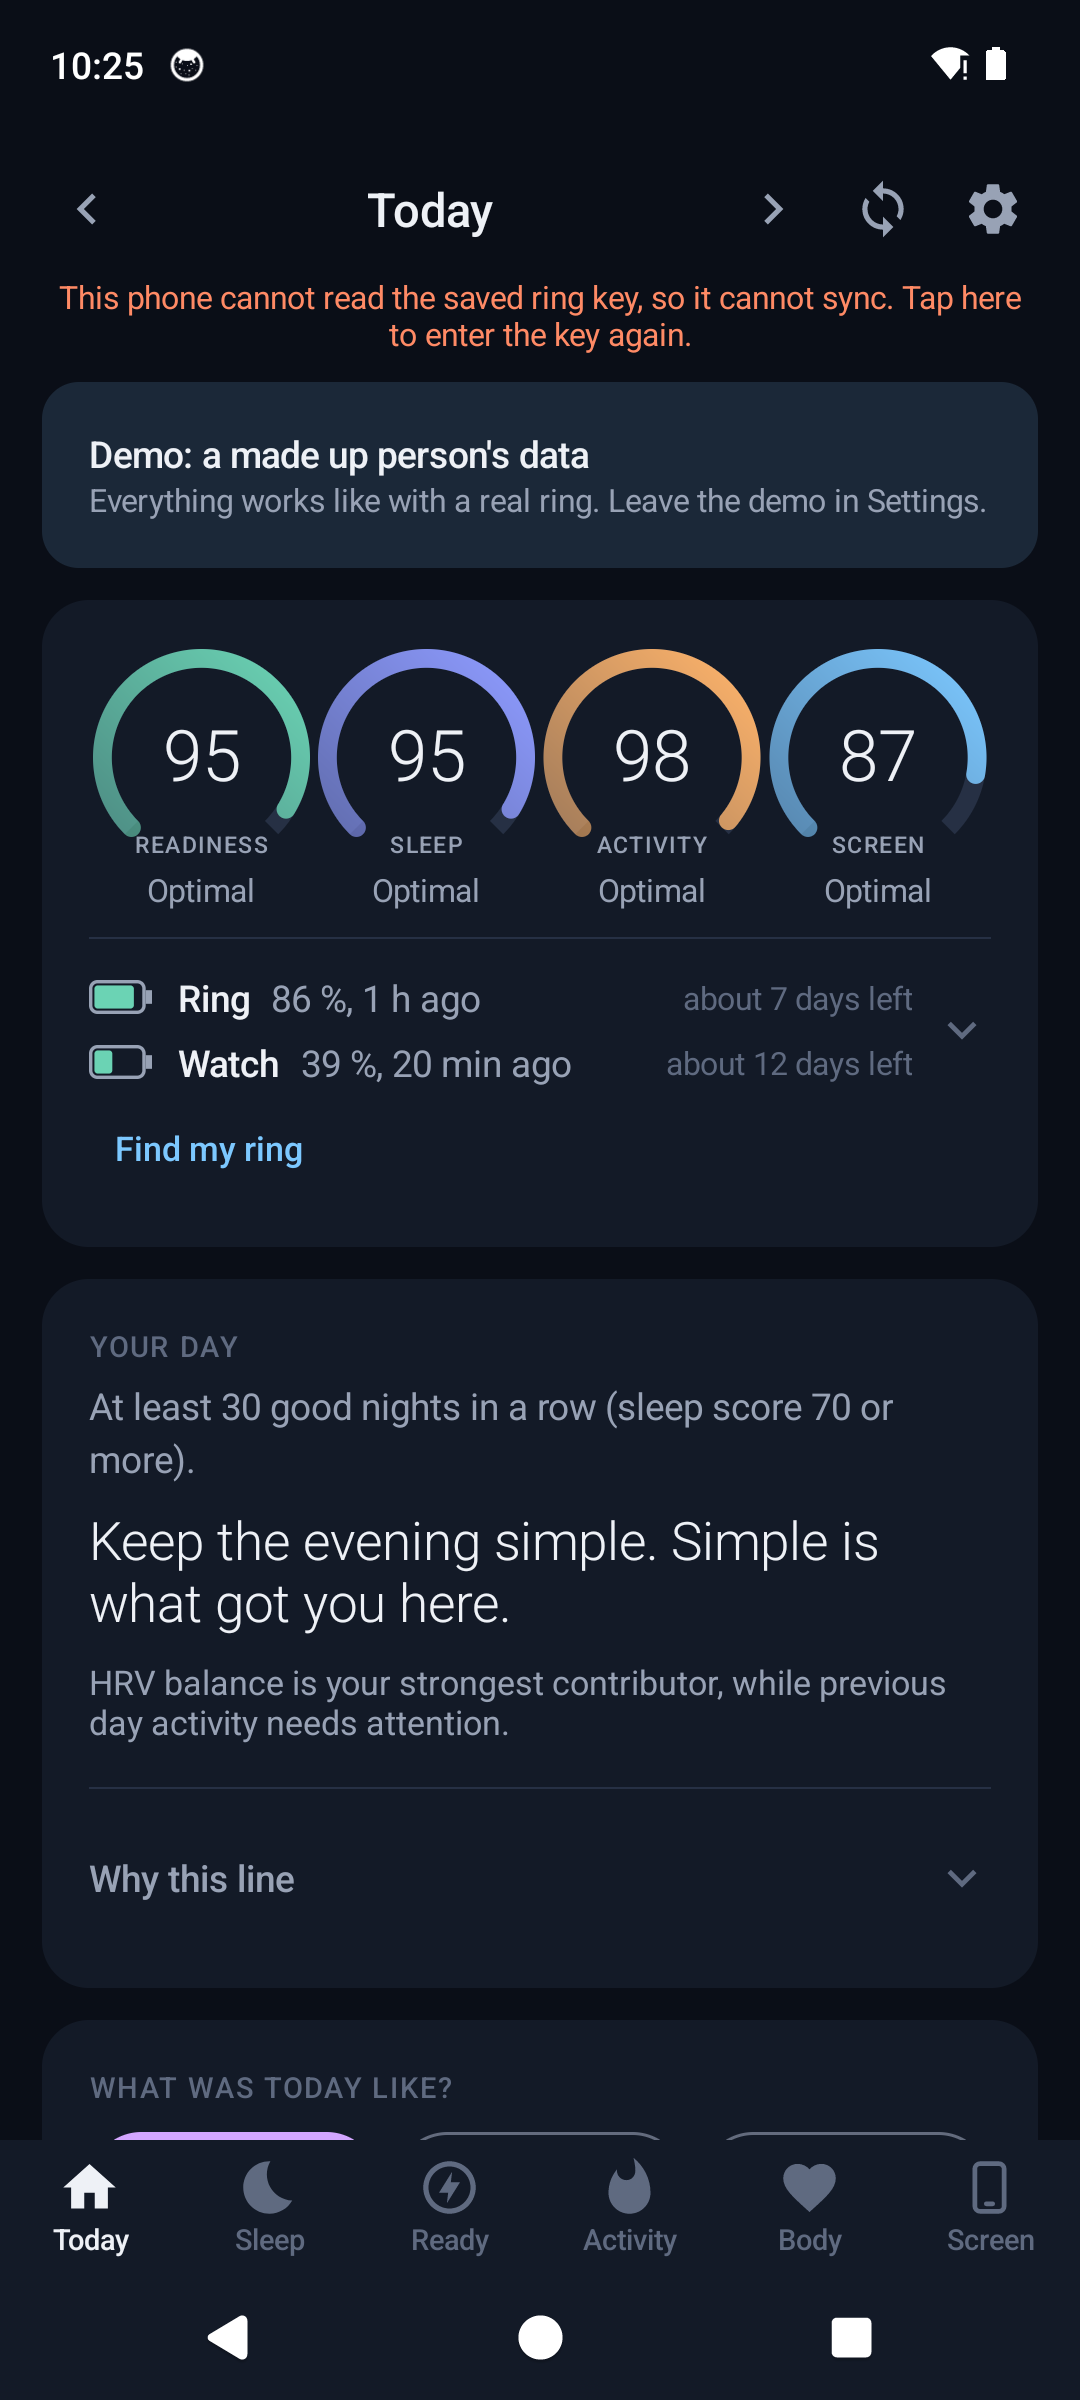 10:25
Today
This phone cannot read the saved ring key, so it cannot sync. Tap here
to enter the key again.
Demo: a made up person's data
Everything works like with a real ring. Leave the demo in Settings.
95
95
98
87
READINESS
SLEEP
ACTIVITY
SCREEN
Optimal
Optimal
Optimal
Optimal
Ring 86 %, 1 h ago about 7 days left
Watch 39 %, 20 min ago about 12 days left
Find my ring
YOUR DAY
At least 30 good nights in a row (sleep score 70 or
more).
Keep the evening simple. Simple is
what got you here.
HRV balance is your strongest contributor, while previous
day activity needs attention.
Why this line
WHAT WAS TODAY LIKE?
Today
Sleep
Ready
Activity
Body
Screen